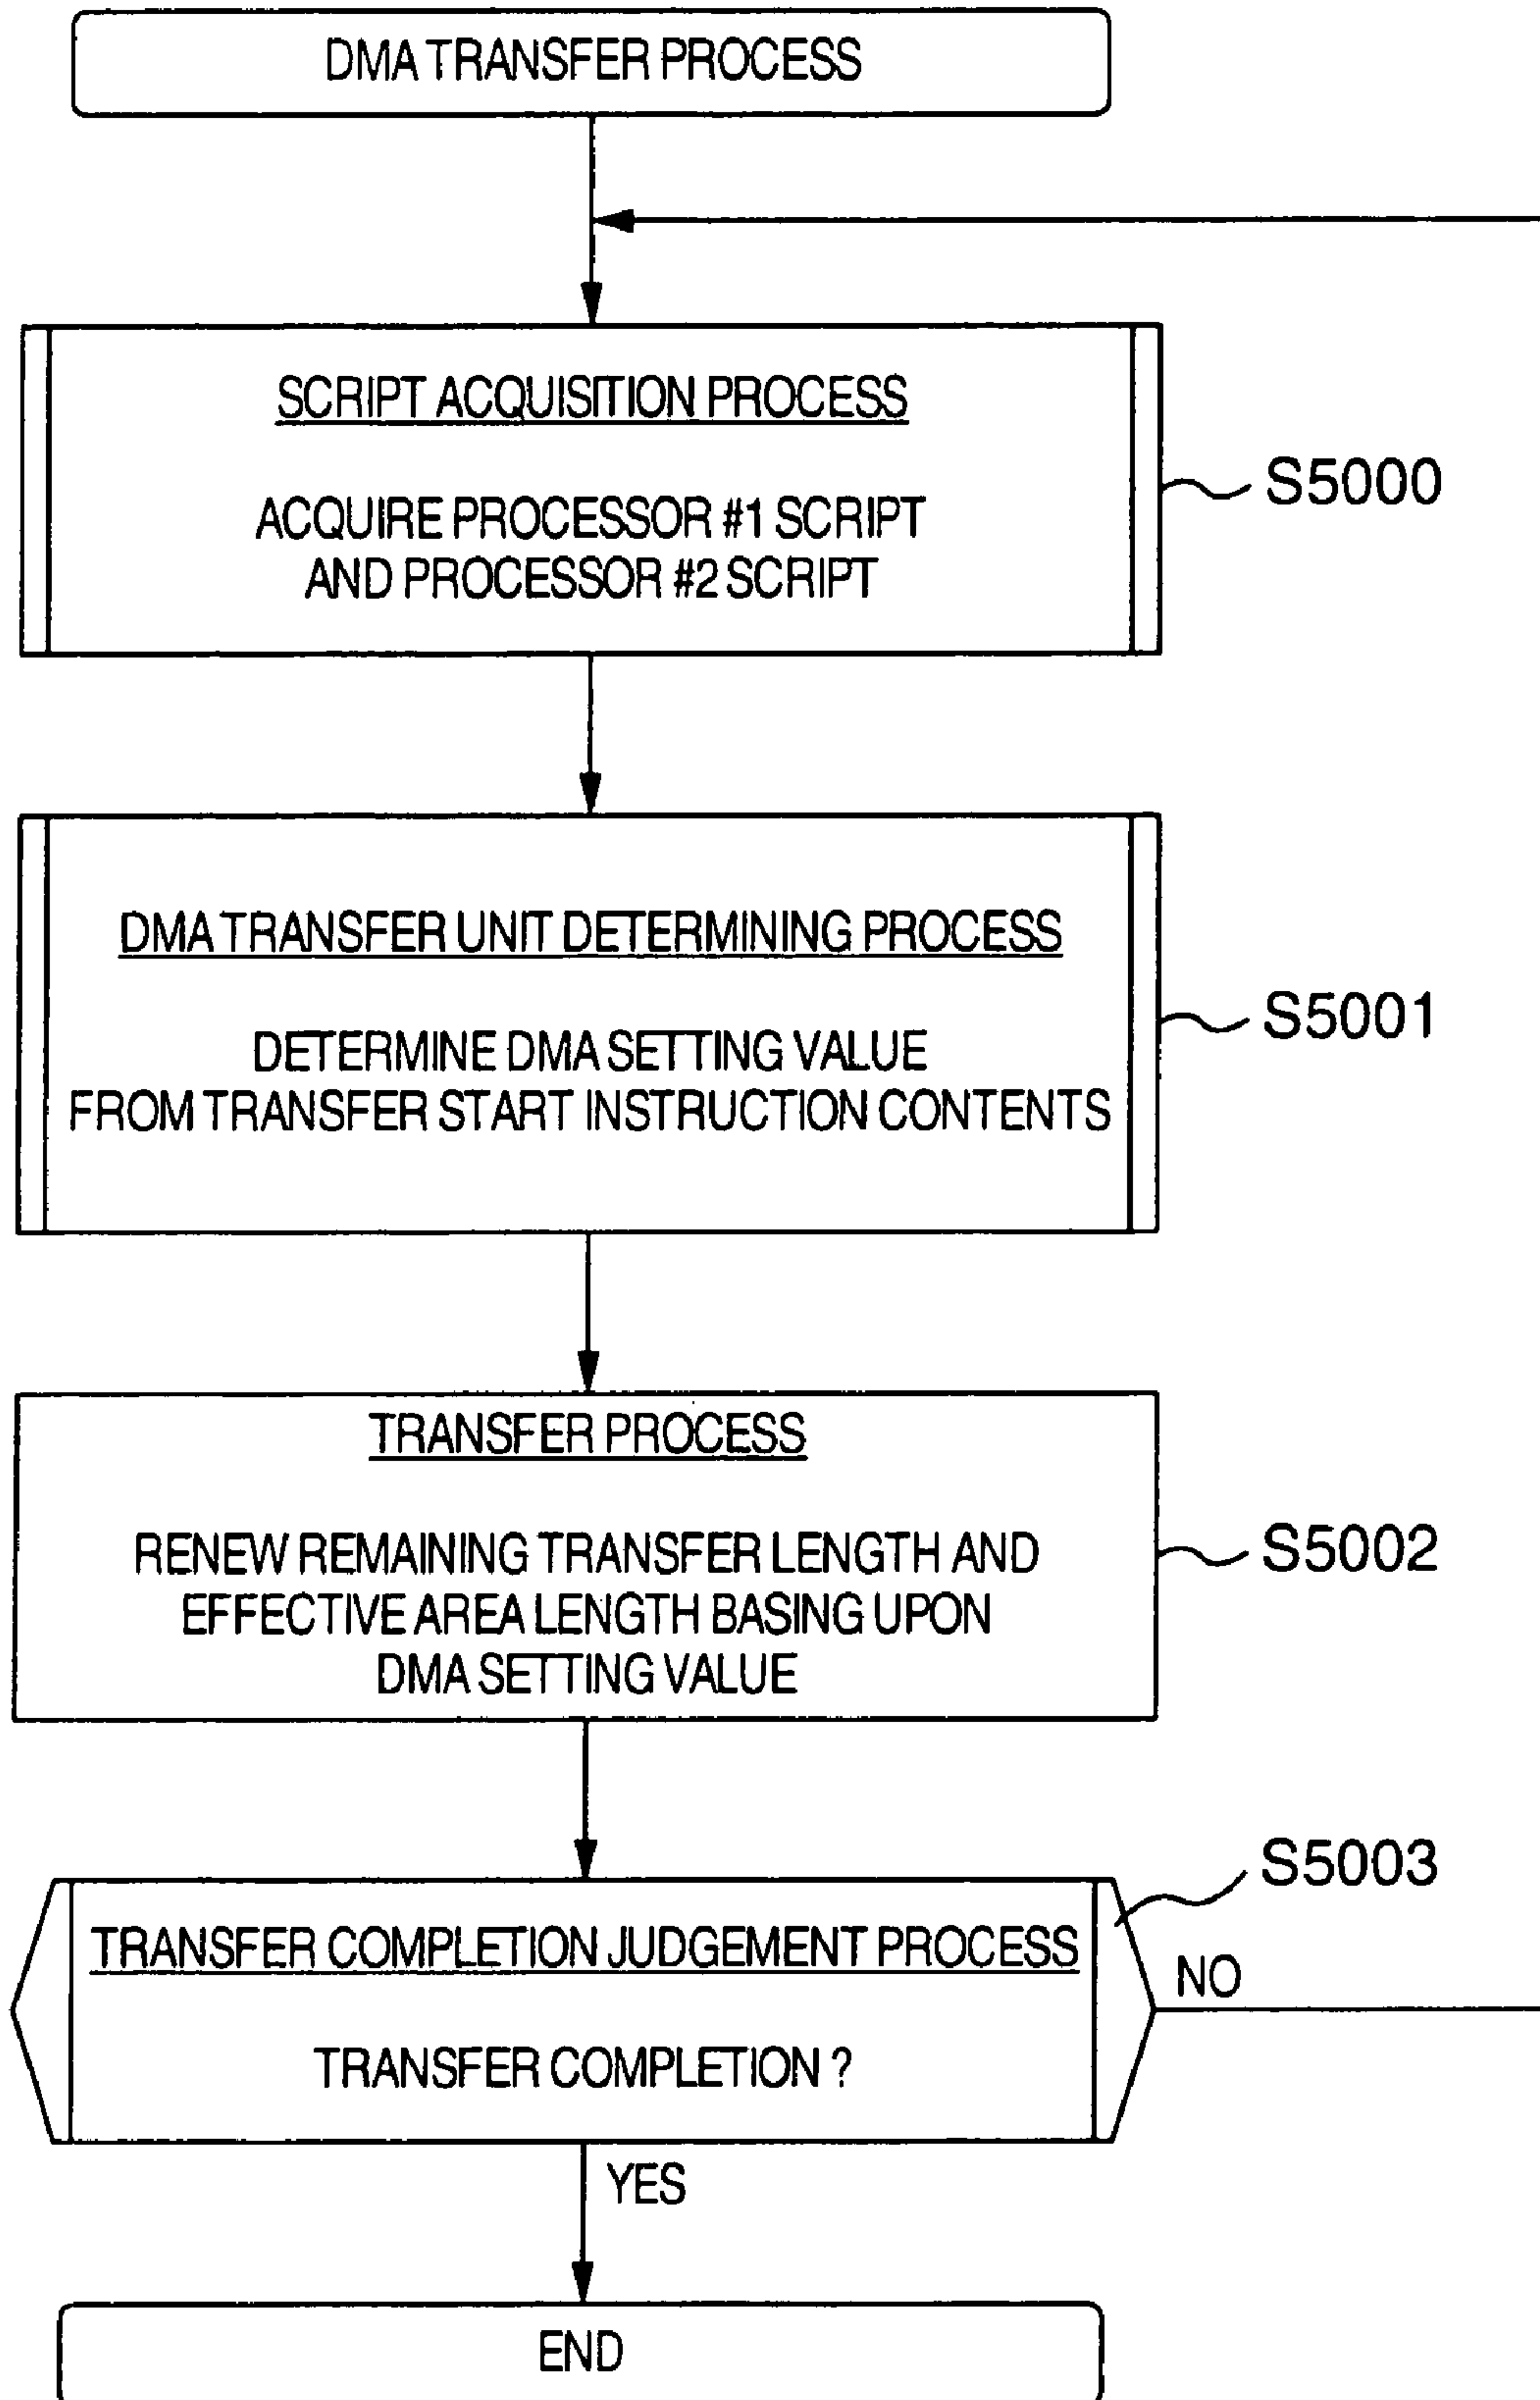 DMA TRANSFER PROCESS
SCRIPT ACQUISITION PROCESS
ACQUIRE PROCESSOR #1 SCRIPT
AND PROCESSOR #2 SCRIPT
S5000
DMA TRANSFER UNIT DETERMINING PROCESS
DETERMINE DMA SETTING VALUE
FROM TRANSFER START INSTRUCTION CONTENTS
S5001
TRANSFER PROCESS
RENEW REMAINING TRANSFER LENGTH AND
EFFECTIVE AREA LENGTH BASING UPON
DMA SETTING VALUE
S5002
S5003
TRANSFER COMPLETION JUDGEMENT PROCESS
TRANSFER COMPLETION ?
NO
YES
END